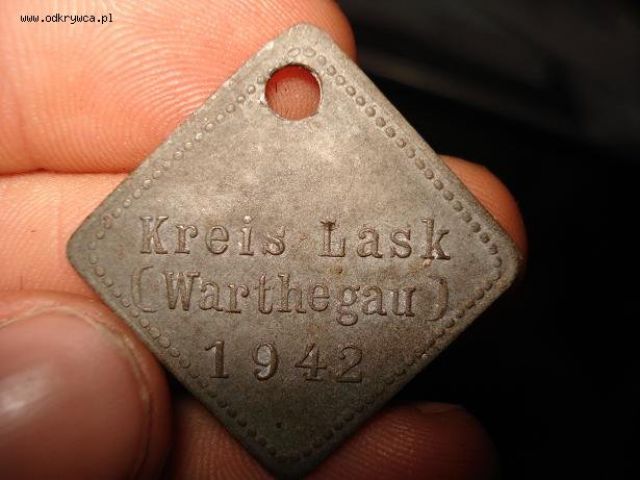 www.odkrywca.pl
Kreis Lask
(Warthegau)
1942